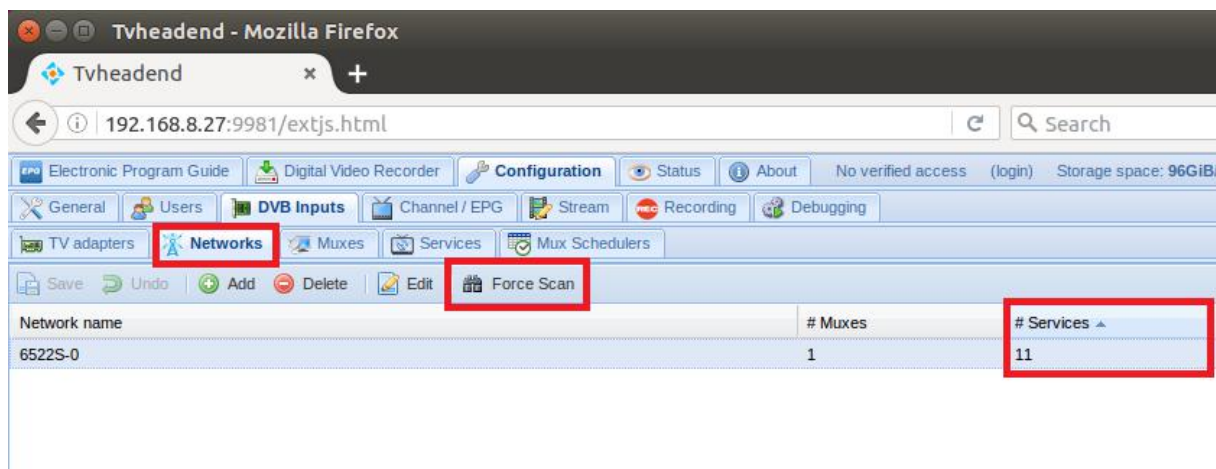 Tvheadend - Mozilla Firefox
Tvheadend
192.168.8.27:9981/extjs.html Search
EPG Electronic Program Guide Digital Video Recorder Configuration Status About No verified access (login) Storage space: 96GiB
General Users DVB Inputs Channel / EPG Stream Recording Debugging
TV adapters Networks Muxes Services Mux Schedulers
Save Undo Add Delete Edit Force Scan
Network name # Muxes # Services
6522S-0 1 11